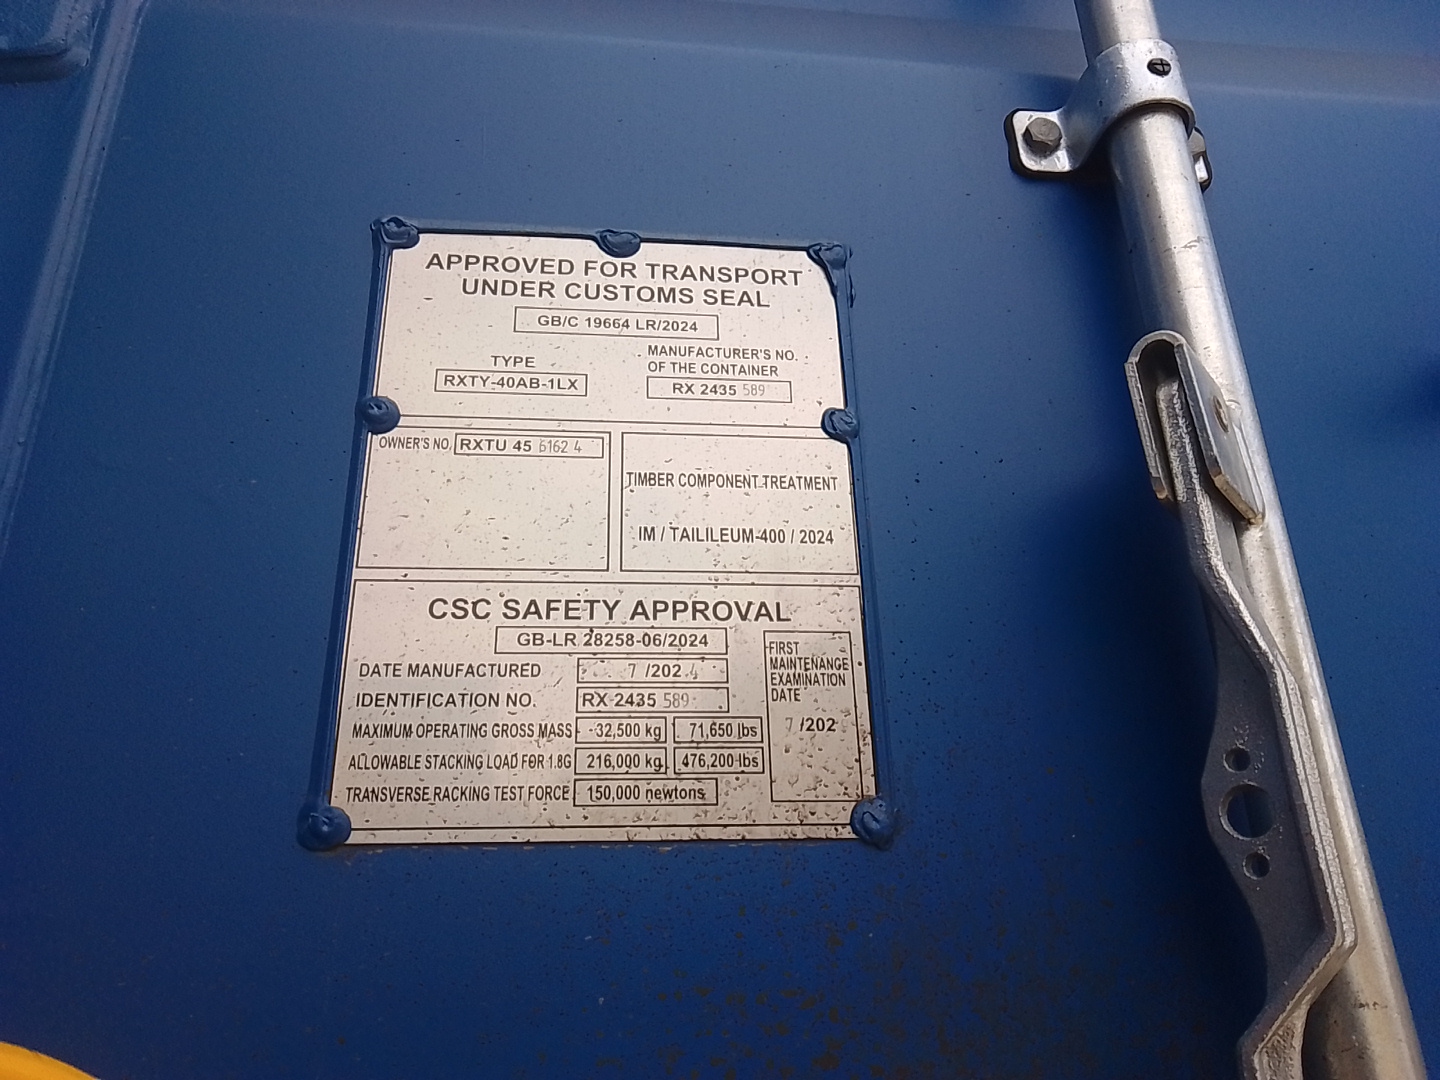 APPROVED FOR TRANSPORT
UNDER CUSTOMS SEAL
GB/C 19664 LR/2024
TYPE
RXTY-40AB-1LX
MANUFACTURER'S NO.
OF THE CONTAINER
RX 2435 589
OWNER'S NO. RXTU 45 6162 4
TIMBER COMPONENT TREATMENT
IM / TAILILEUM-400 / 2024
CSC SAFETY APPROVAL
GB-LR 28258-06/2024
DATE MANUFACTURED 7 /202 4
IDENTIFICATION NO. RX 2435 589
MAXIMUM OPERATING GROSS MASS 32,500 kg 71,650 lbs
ALLOWABLE STACKING LOAD FOR 1.8G 216,000 kg 476,200 lbs
TRANSVERSE RACKING TEST FORCE 150,000 newtons
FIRST
MAINTENANCE
EXAMINATION
DATE
7 /202